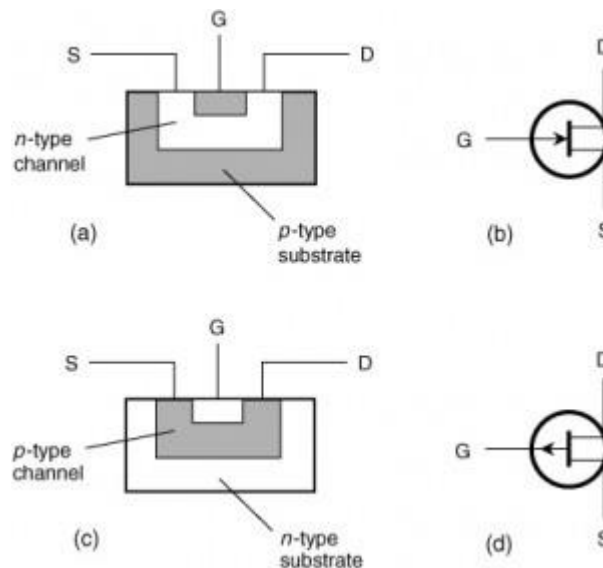 G
S
D
n-type
channel
(a)
p-type
substrate
D
G
(b)
S
G
S
D
p-type
channel
(c)
n-type
substrate
D
G
(d)
S